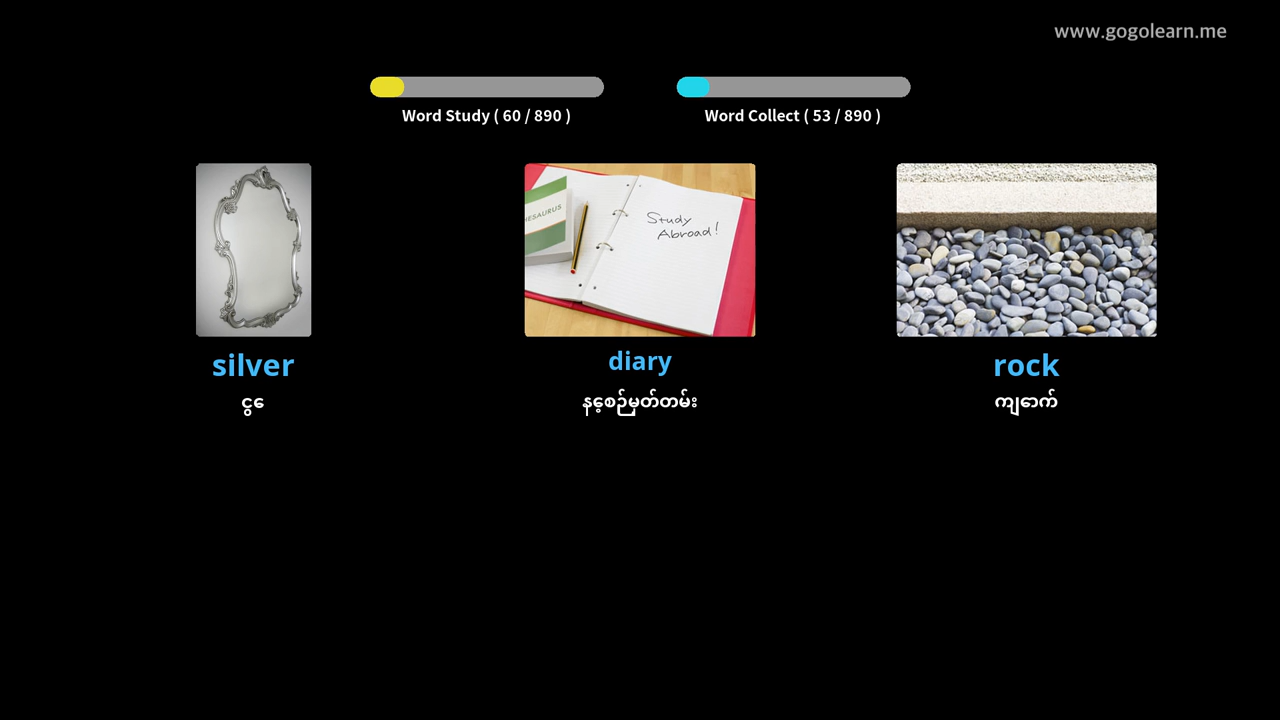 www.gogolearn.me
Word Study ( 60 / 890 )
Word Collect ( 53 / 890 )
THESAURUS
Study
Abroad!
silver
diary
rock
ငွေ
နေ့စဉ်မှတ်တမ်း
ကျောက်